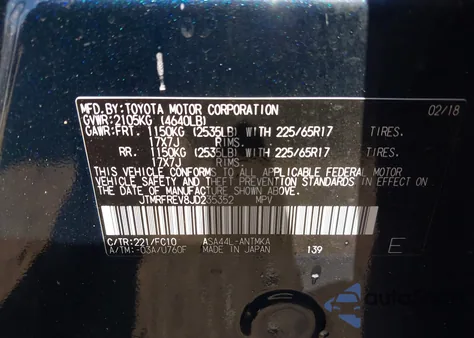 MFD.BY:TOYOTA MOTOR CORPORATION 02/18
GVWR:2105KG (4640LB)
GAWR:FRT. 1150KG (2535LB) WITH 225/65R17 TIRES.
17X7J RIMS.
RR. 1150KG (2535LB) WITH 225/65R17 TIRES.
17X7J RIMS.
THIS VEHICLE CONFORMS TO ALL APPLICABLE FEDERAL MOTOR
VEHICLE SAFETY AND THEFT PREVENTION STANDARDS IN EFFECT ON
THE DATE OF MANUFACTURE SHOWN ABOVE.
JTMRFREV8JD235352 MPV
C/TR:221/FC10 ASA44L-ANTMKA
A/TM:-03A/U760F MADE IN JAPAN 139 E